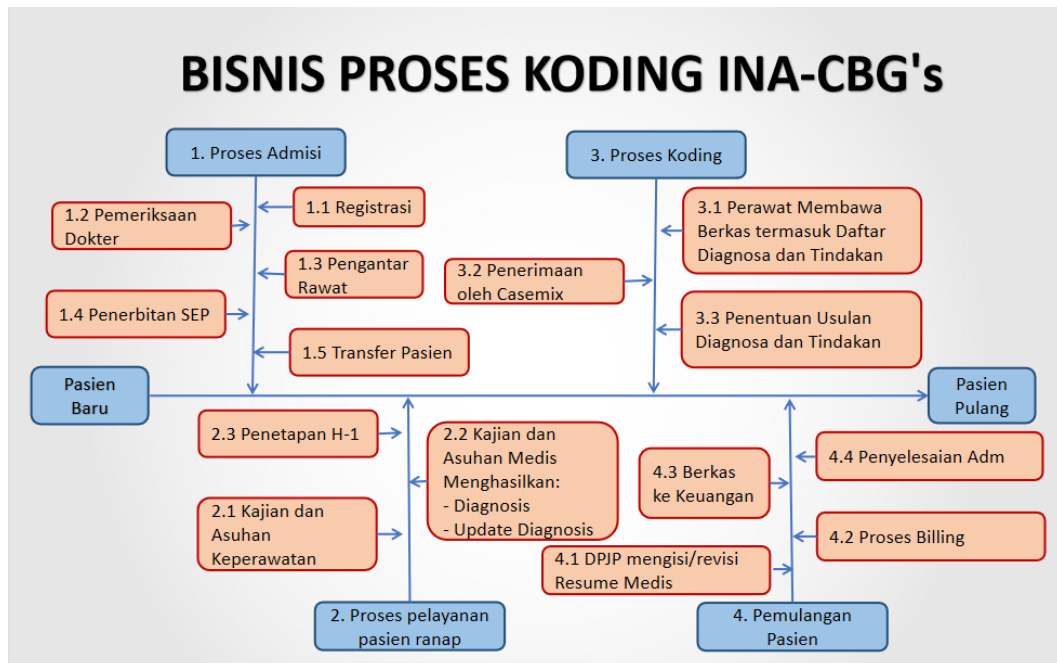 BISNIS PROSES KODING INA-CBG's
1. Proses Admisi
1.1 Registrasi
1.2 Pemeriksaan
Dokter
1.3 Pengantar
Rawat
1.4 Penerbitan SEP
1.5 Transfer Pasien
3. Proses Koding
3.1 Perawat Membawa
Berkas termasuk Daftar
Diagnosa dan Tindakan
3.2 Penerimaan
oleh Casemix
3.3 Penentuan Usulan
Diagnosa dan Tindakan
Pasien
Baru
Pasien
Pulang
2.3 Penetapan H-1
2.2 Kajian dan
Asuhan Medis
Menghasilkan:
- Diagnosis
- Update Diagnosis
2.1 Kajian dan
Asuhan
Keperawatan
2. Proses pelayanan
pasien ranap
4.4 Penyelesaian Adm
4.3 Berkas
ke Keuangan
4.2 Proses Billing
4.1 DPJP mengisi/revisi
Resume Medis
4. Pemulangan
Pasien